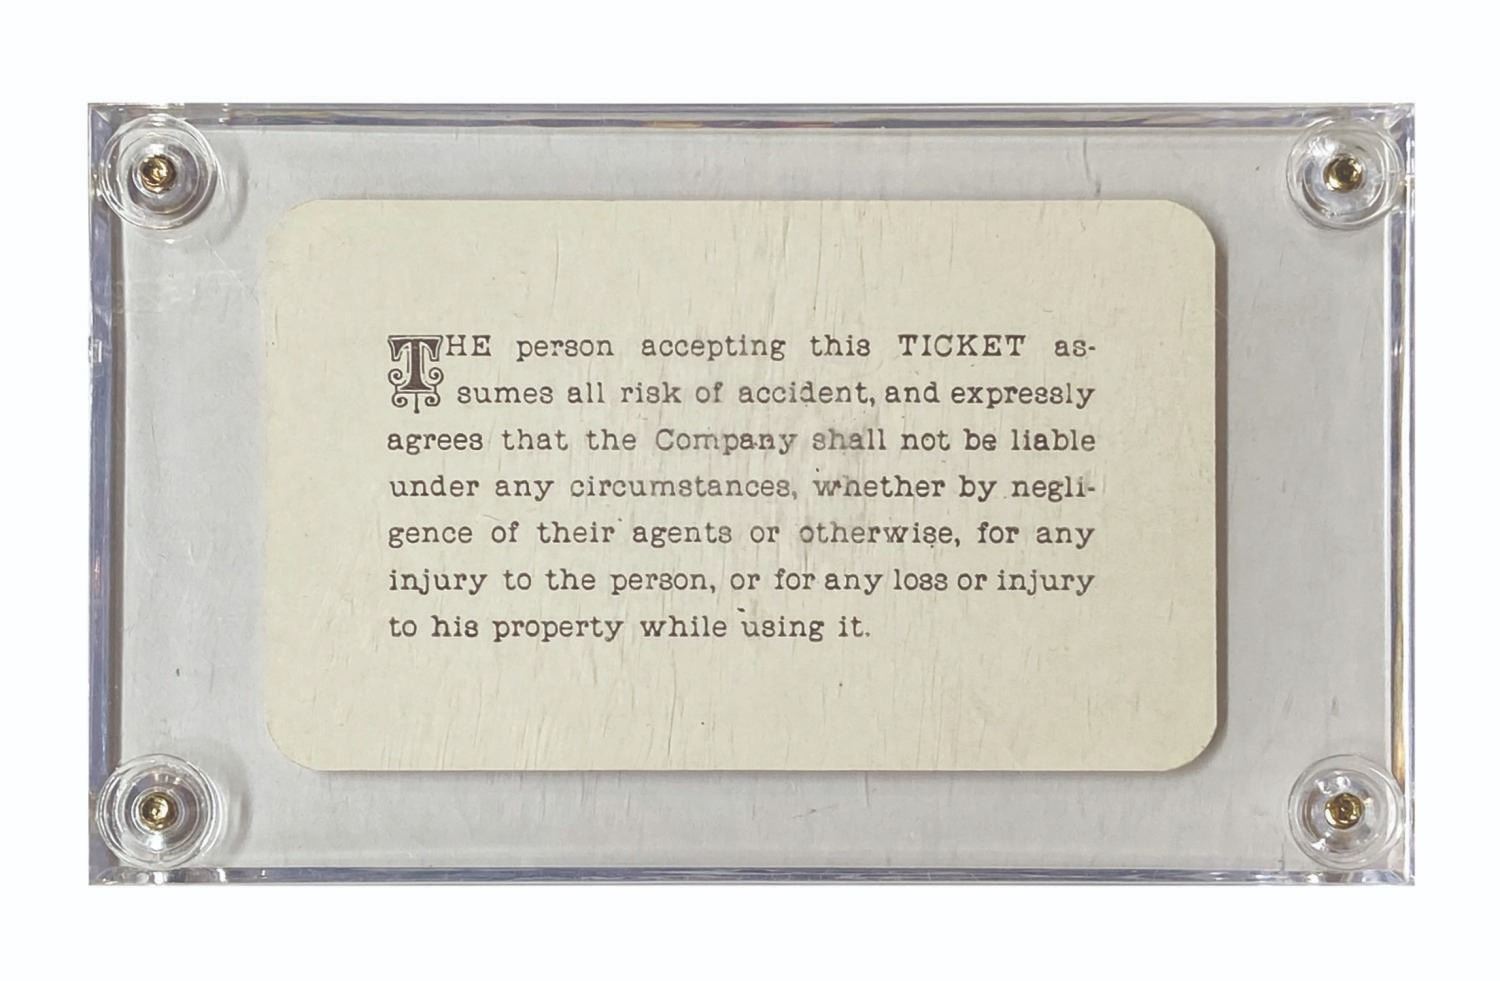 THE person accepting this TICKET as-
sumes all risk of accident, and expressly
agrees that the Company shall not be liable
under any circumstances, whether by negli-
gence of their agents or otherwise, for any
injury to the person, or for any loss or injury
to his property while using it.